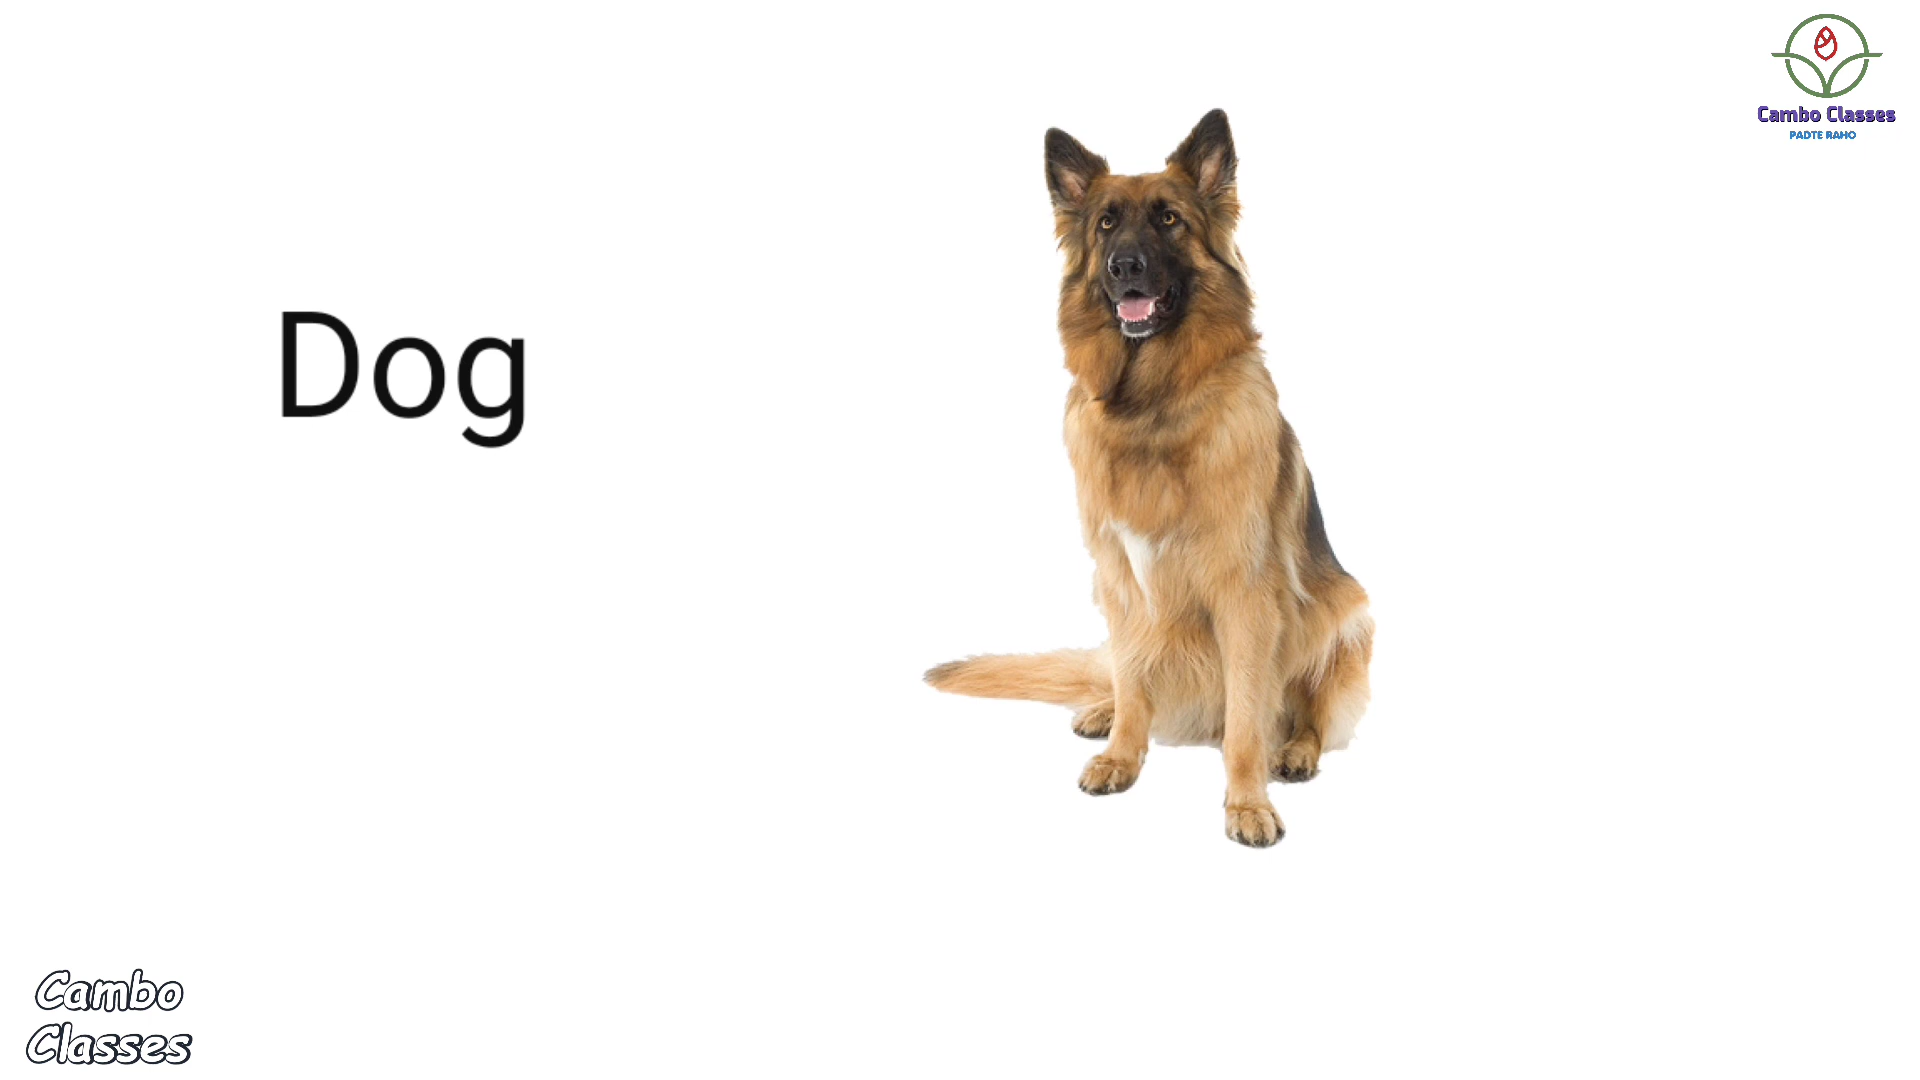 Cambo Classes
PADTE RAHO
Dog
Cambo
Classes